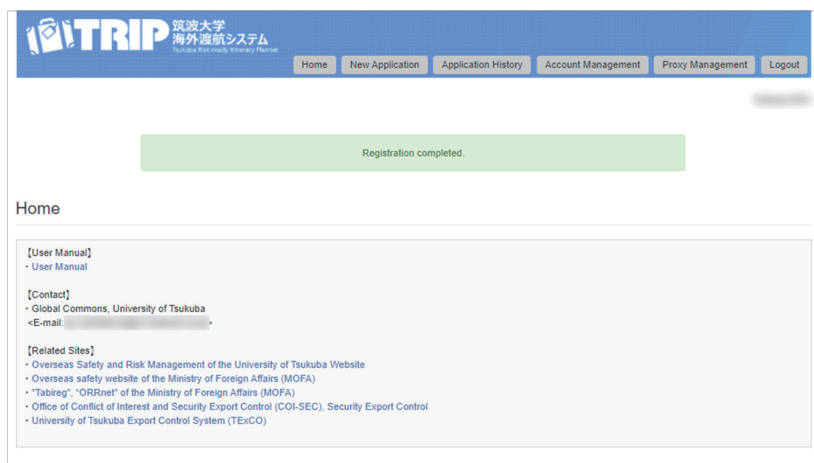 TRIP
筑波大学
海外渡航システム
Tsukuba Risk-ready Itinerary Planner
Home New Application Application History Account Management Proxy Management Logout
Registration completed.
Home
【User Manual】
・User Manual
【Contact】
・Global Commons, University of Tsukuba
<E-mail: >
【Related Sites】
・Overseas Safety and Risk Management of the University of Tsukuba Website
・Overseas safety website of the Ministry of Foreign Affairs (MOFA)
・"Tabireg", "ORRnet" of the Ministry of Foreign Affairs (MOFA)
・Office of Conflict of Interest and Security Export Control (COI-SEC), Security Export Control
・University of Tsukuba Export Control System (TExCO)